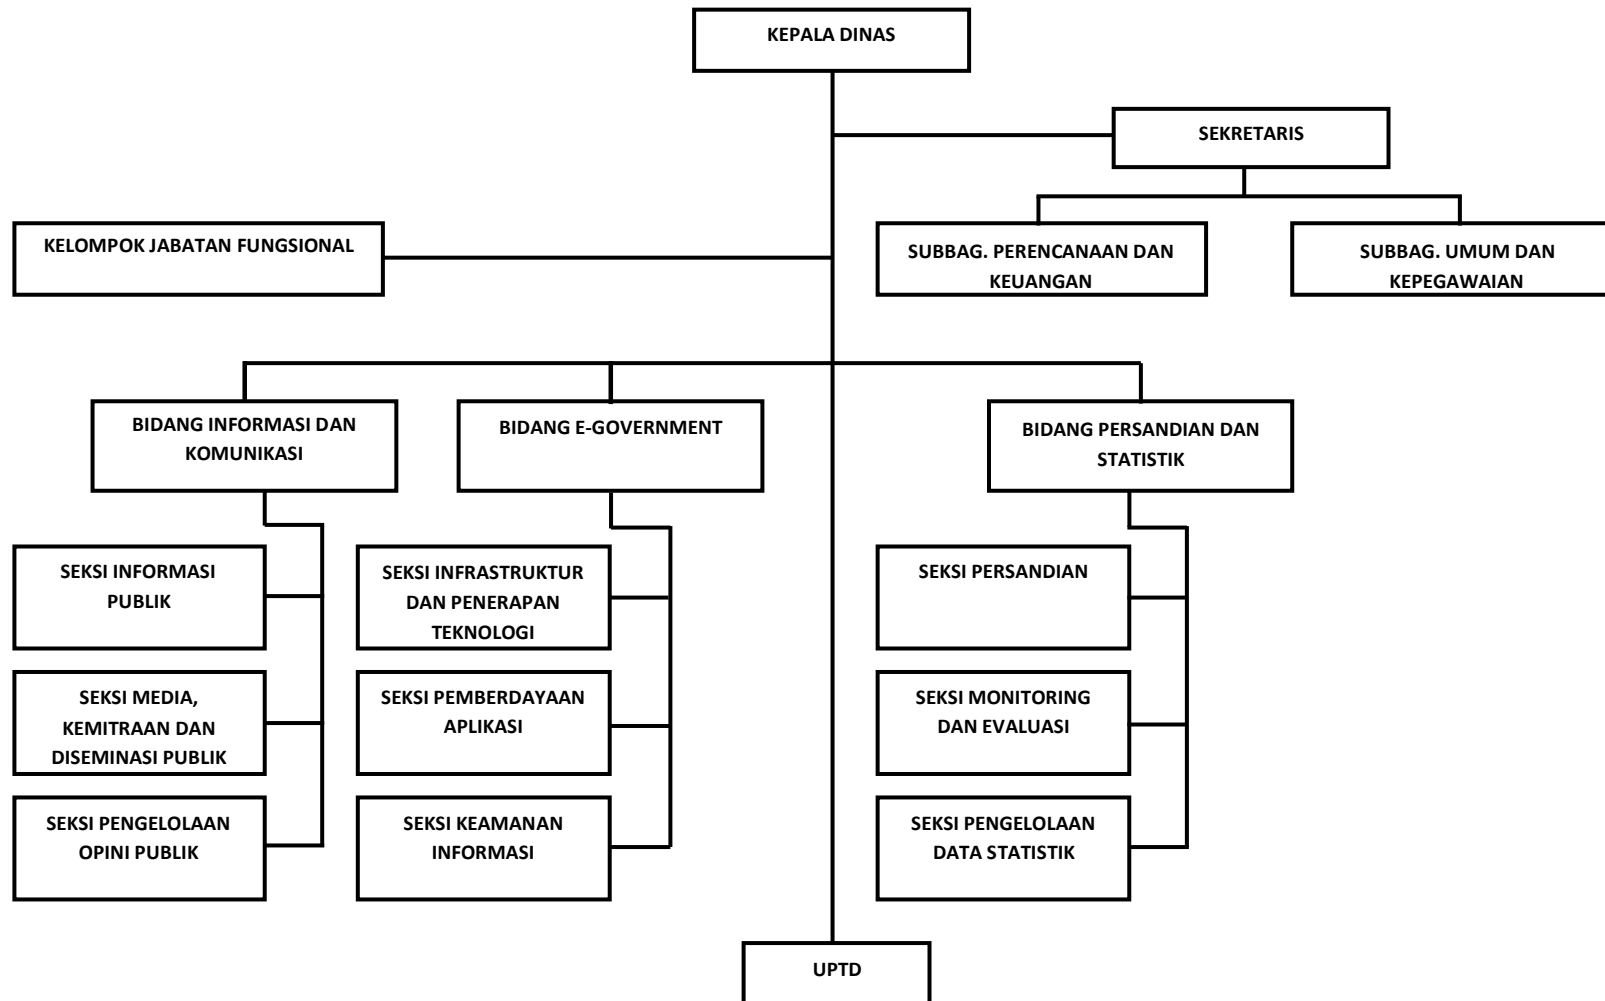 KEPALA DINAS
SEKRETARIS
KELOMPOK JABATAN FUNGSIONAL
SUBBAG. PERENCANAAN DAN
KEUANGAN
SUBBAG. UMUM DAN
KEPEGAWAIAN
BIDANG INFORMASI DAN
KOMUNIKASI
BIDANG E-GOVERNMENT
BIDANG PERSANDIAN DAN
STATISTIK
SEKSI INFORMASI
PUBLIK
SEKSI INFRASTRUKTUR
DAN PENERAPAN
TEKNOLOGI
SEKSI PERSANDIAN
SEKSI MEDIA,
KEMITRAAN DAN
DISEMINASI PUBLIK
SEKSI PEMBERDAYAAN
APLIKASI
SEKSI MONITORING
DAN EVALUASI
SEKSI PENGELOLAAN
OPINI PUBLIK
SEKSI KEAMANAN
INFORMASI
SEKSI PENGELOLAAN
DATA STATISTIK
UPTD